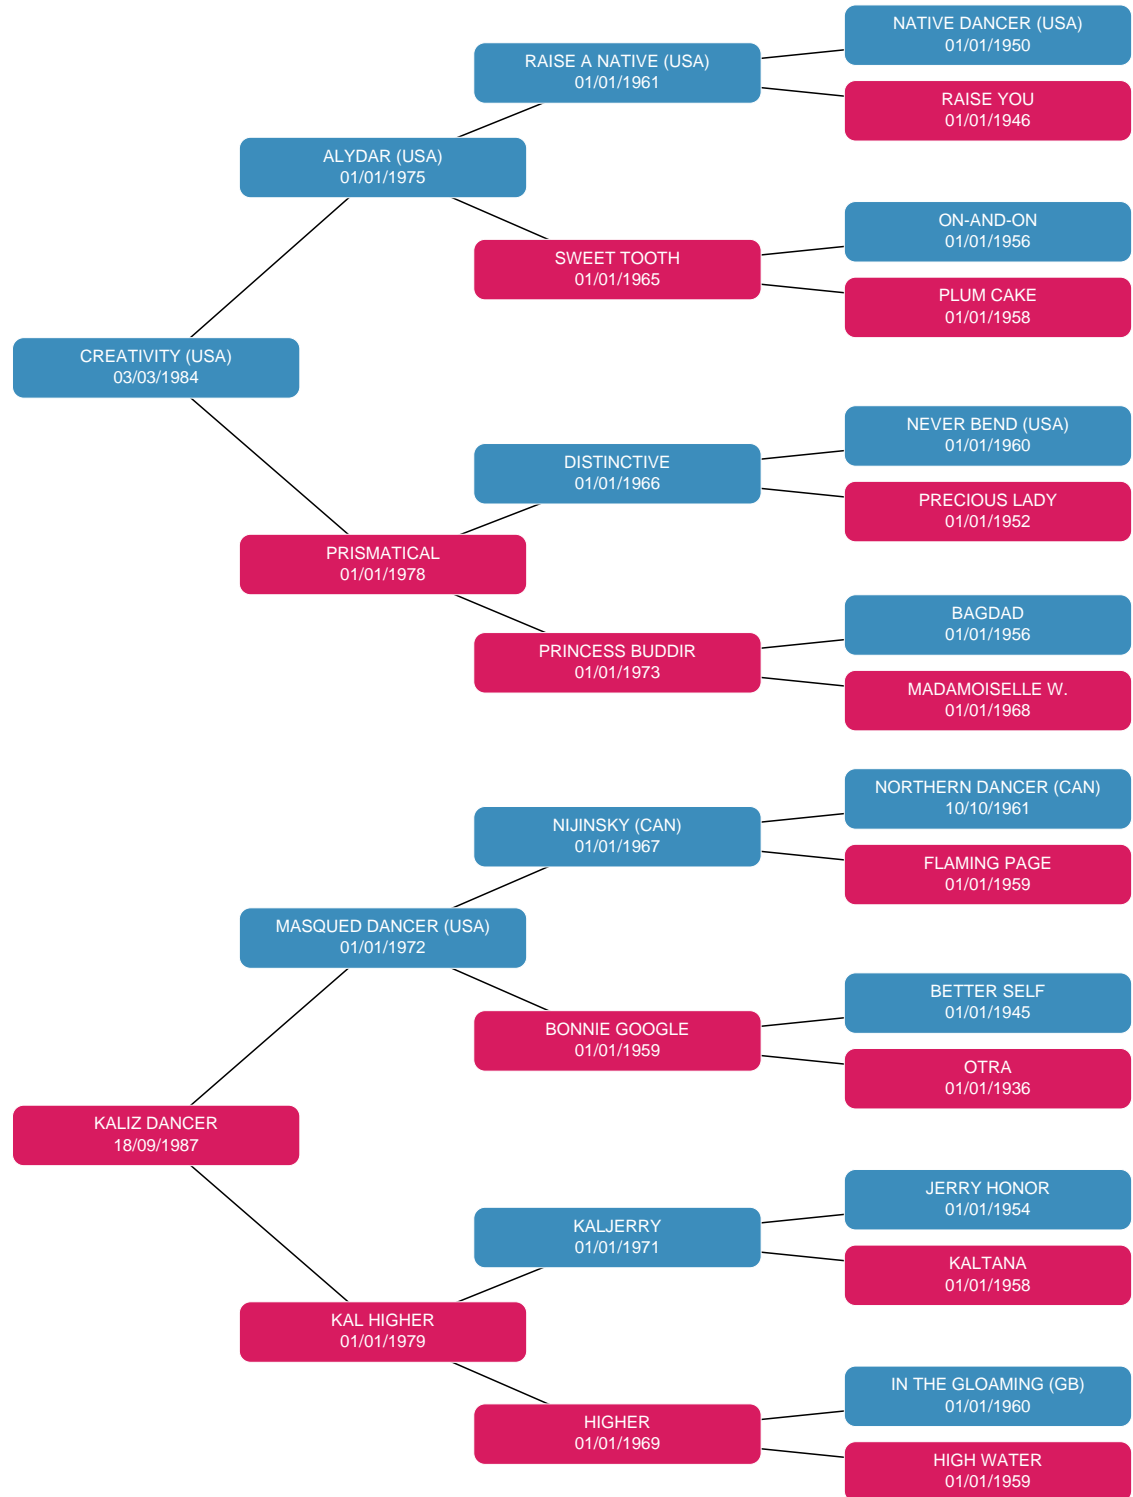 NATIVE DANCER (USA)
01/01/1950
RAISE A NATIVE (USA)
01/01/1961
RAISE YOU
01/01/1946
ALYDAR (USA)
01/01/1975
ON-AND-ON
01/01/1956
SWEET TOOTH
01/01/1965
PLUM CAKE
01/01/1958
CREATIVITY (USA)
03/03/1984
NEVER BEND (USA)
01/01/1960
DISTINCTIVE
01/01/1966
PRECIOUS LADY
01/01/1952
PRISMATICAL
01/01/1978
BAGDAD
01/01/1956
PRINCESS BUDDIR
01/01/1973
MADAMOISELLE W.
01/01/1968
NORTHERN DANCER (CAN)
10/10/1961
NIJINSKY (CAN)
01/01/1967
FLAMING PAGE
01/01/1959
MASQUED DANCER (USA)
01/01/1972
BETTER SELF
01/01/1945
BONNIE GOOGLE
01/01/1959
OTRA
01/01/1936
KALIZ DANCER
18/09/1987
JERRY HONOR
01/01/1954
KALJERRY
01/01/1971
KALTANA
01/01/1958
KAL HIGHER
01/01/1979
IN THE GLOAMING (GB)
01/01/1960
HIGHER
01/01/1969
HIGH WATER
01/01/1959